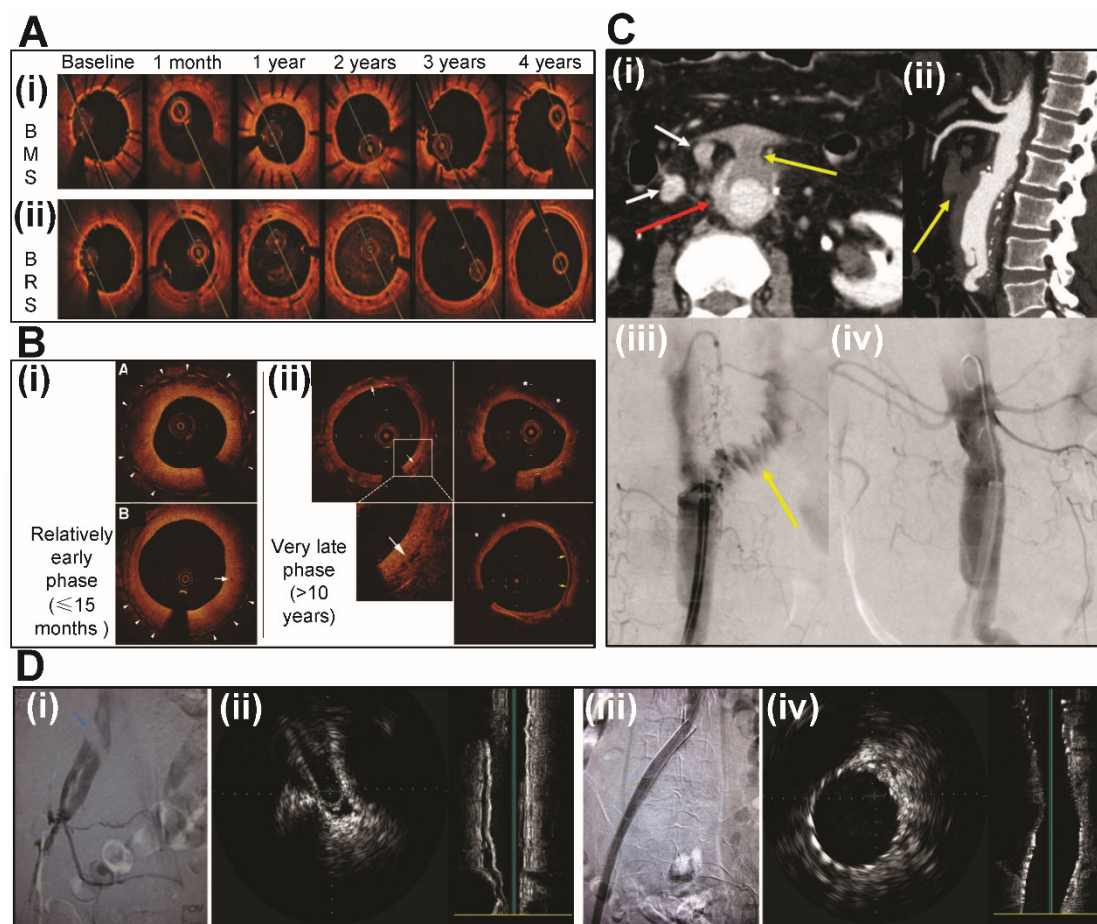 A
Baseline 1 month 1 year 2 years 3 years 4 years
(i)
B
M
S
(ii)
B
R
S
B
(i)
A
B
Relatively
early
phase
(≤15
months )
(ii)
Very late
phase
(>10
years)
C
(i)
(ii)
(iii)
(iv)
D
(i)
(ii)
(iii)
(iv)